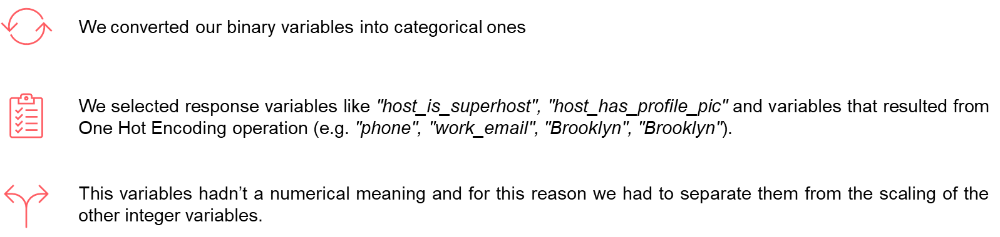 We converted our binary variables into categorical ones
We selected response variables like "host_is_superhost", "host_has_profile_pic" and variables that resulted from
One Hot Encoding operation (e.g. "phone", "work_email", "Brooklyn", "Brooklyn").
This variables hadn’t a numerical meaning and for this reason we had to separate them from the scaling of the
other integer variables.